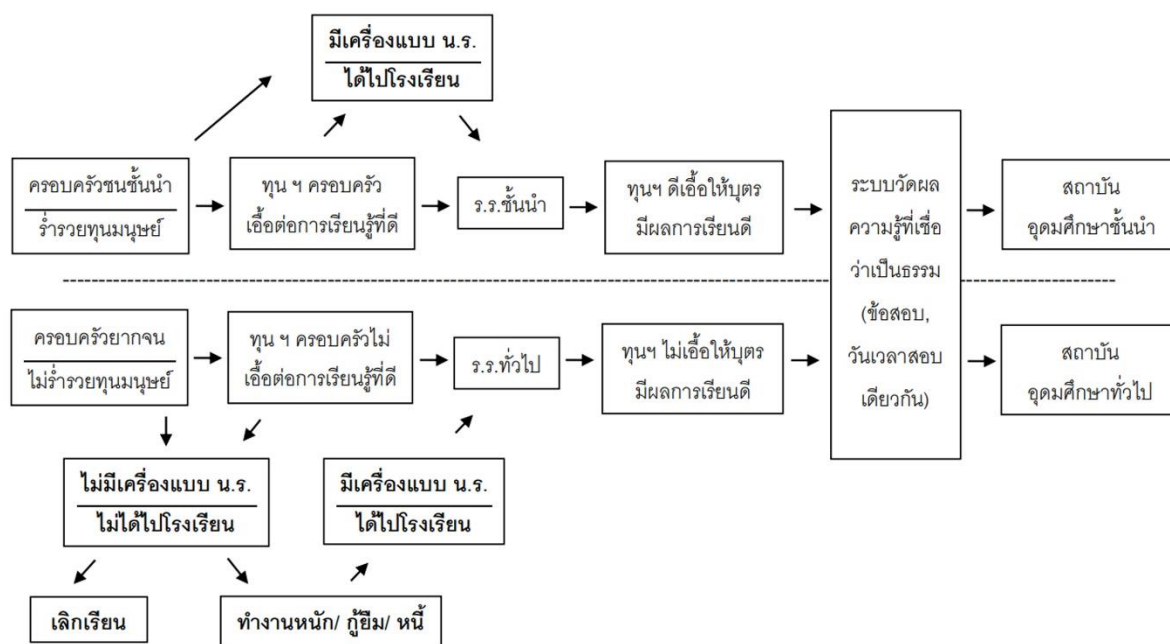 มีเครื่องแบบ น.ร.
ได้ไปโรงเรียน
ครอบครัวชนชั้นนำ
ร่ำรวยทุนมนุษย์
ทุน ฯ ครอบครัว
เอื้อต่อการเรียนรู้ที่ดี
ร.ร.ชั้นนำ
ทุนฯ ดีเอื้อให้บุตร
มีผลการเรียนดี
ระบบวัดผล
ความรู้ที่เชื่อ
ว่าเป็นธรรม
(ข้อสอบ,
วันเวลาสอบ
เดียวกัน)
สถาบัน
อุดมศึกษาชั้นนำ
ครอบครัวยากจน
ไม่ร่ำรวยทุนมนุษย์
ทุน ฯ ครอบครัวไม่
เอื้อต่อการเรียนรู้ที่ดี
ร.ร.ทั่วไป
ทุนฯ ไม่เอื้อให้บุตร
มีผลการเรียนดี
สถาบัน
อุดมศึกษาทั่วไป
ไม่มีเครื่องแบบ น.ร.
ไม่ได้ไปโรงเรียน
มีเครื่องแบบ น.ร.
ได้ไปโรงเรียน
เลิกเรียน
ทำงานหนัก/ กู้ยืม/ หนี้